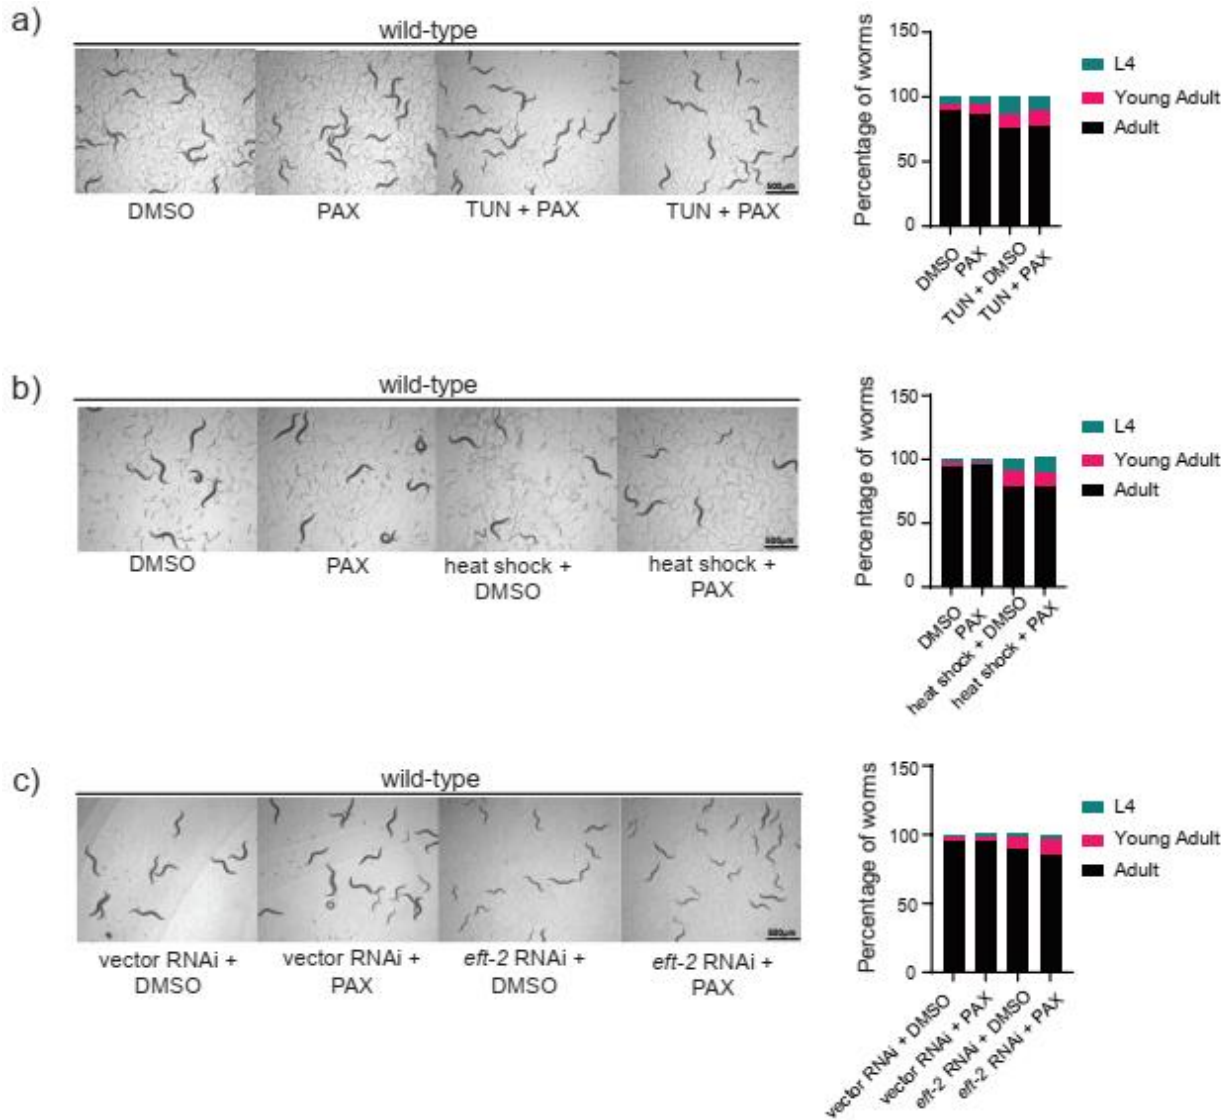 a)
wild-type
DMSO
PAX
TUN + PAX
TUN + PAX
500µm
Percentage of worms
150
100
50
0
DMSO
PAX
TUN + DMSO
TUN + PAX
L4
Young Adult
Adult
b)
wild-type
DMSO
PAX
heat shock +
DMSO
heat shock +
PAX
500µm
Percentage of worms
150
100
50
0
DMSO
PAX
heat shock + DMSO
heat shock + PAX
L4
Young Adult
Adult
c)
wild-type
vector RNAi +
DMSO
vector RNAi +
PAX
eft-2 RNAi +
DMSO
eft-2 RNAi +
PAX
500µm
Percentage of worms
150
100
50
0
vector RNAi + DMSO
vector RNAi + PAX
eft-2 RNAi + DMSO
eft-2 RNAi + PAX
L4
Young Adult
Adult